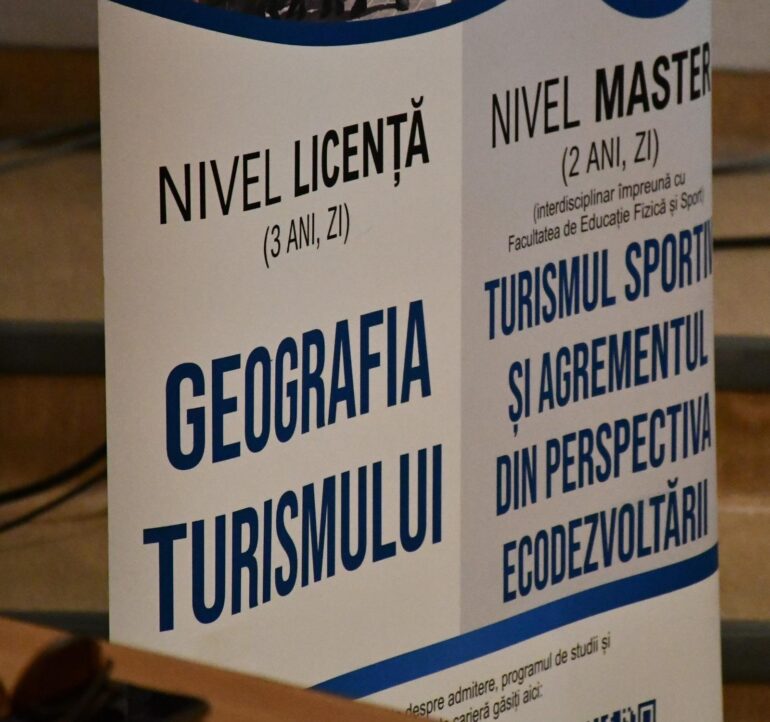 NIVEL LICENȚĂ
(3 ANI, ZI)
GEOGRAFIA
TURISMULUI
NIVEL MASTER
(2 ANI, ZI)
(interdisciplinar împreună cu
Facultatea de Educație Fizică și Sport)
TURISMUL SPORTIV
ȘI AGREMENTUL
DIN PERSPECTIVA
ECODEZVOLTĂRII
despre admitere, programul de studii și
carieră găsiți aici: